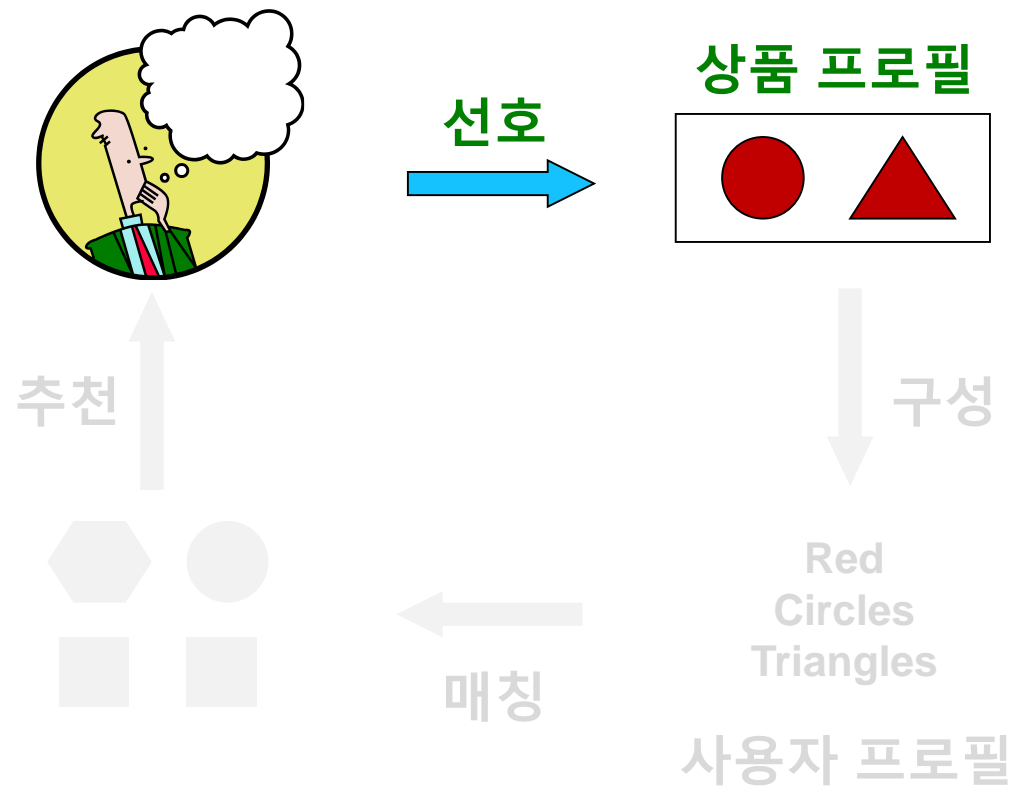 상품 프로필
선호
추천
구성
Red
Circles
Triangles
매칭
사용자 프로필